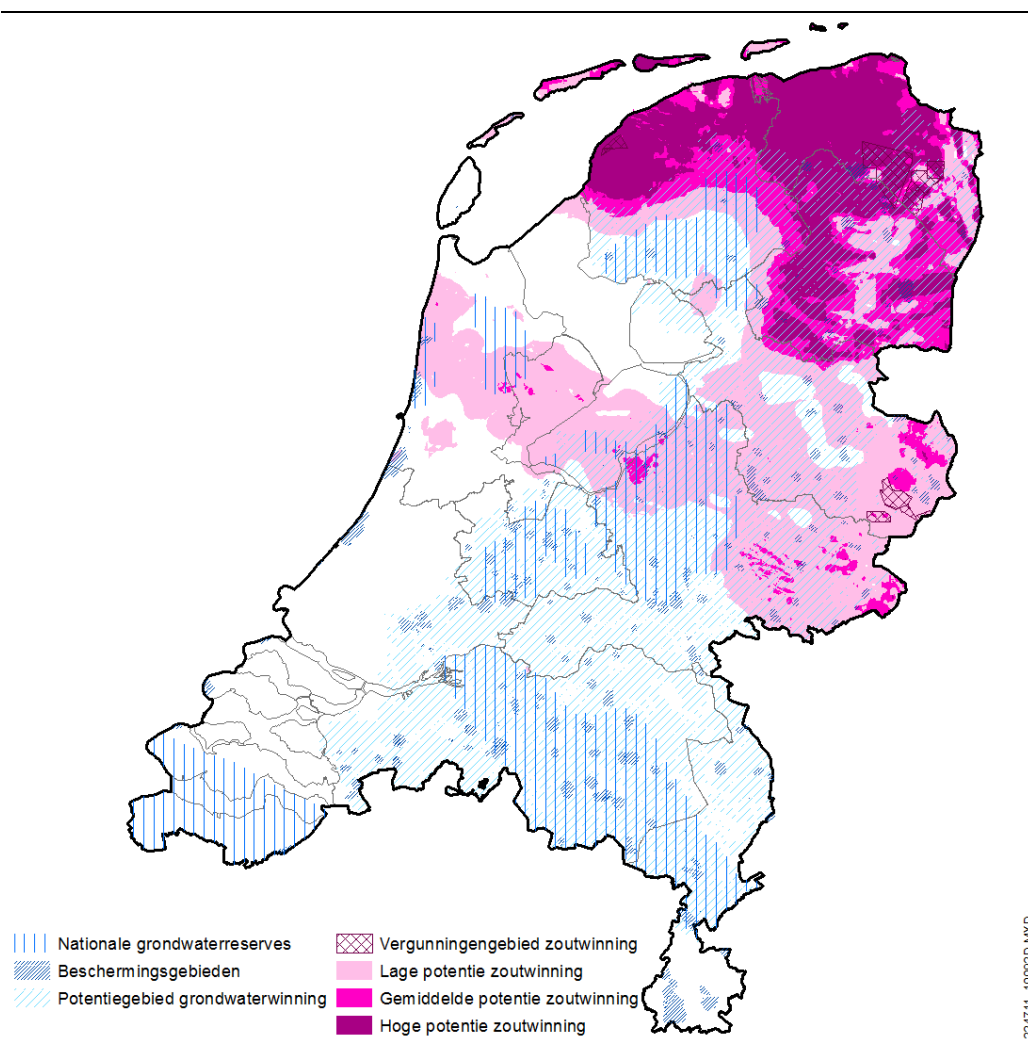 Nationale grondwaterreserves
Beschermingsgebieden
Potentiegebied grondwaterwinning
Vergunningengebied zoutwinning
Lage potentie zoutwinning
Gemiddelde potentie zoutwinning
Hoge potentie zoutwinning